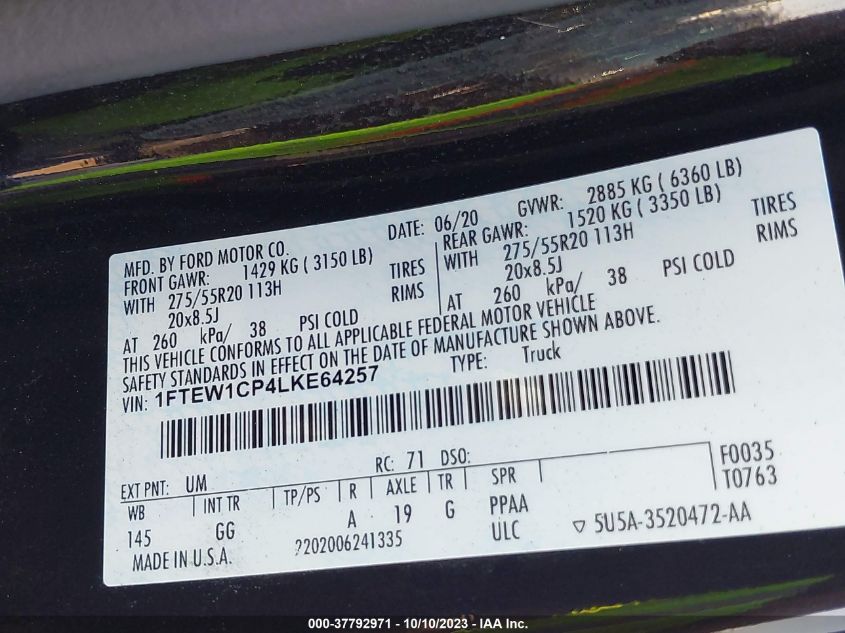 MFD. BY FORD MOTOR CO.
DATE: 06/20
GVWR: 2885 KG ( 6360 LB)
FRONT GAWR: 1429 KG ( 3150 LB)
REAR GAWR: 1520 KG ( 3350 LB)
WITH 275/55R20 113H TIRES
WITH 275/55R20 113H TIRES
20x8.5J RIMS
20x8.5J RIMS
AT 260 kPa/ 38 PSI COLD
AT 260 kPa/ 38 PSI COLD
THIS VEHICLE CONFORMS TO ALL APPLICABLE FEDERAL MOTOR VEHICLE
SAFETY STANDARDS IN EFFECT ON THE DATE OF MANUFACTURE SHOWN ABOVE.
VIN: 1FTEW1CP4LKE64257
TYPE: Truck
EXT PNT: UM RC: 71 DSO:
WB INT TR TP/PS R AXLE TR SPR
F0035
T0763
145 GG A 19 G PPAA
ULC
MADE IN U.S.A. ?202006241335
▽ 5U5A-3520472-AA
000-37792971 / 10/10/2023 - IAA Inc.